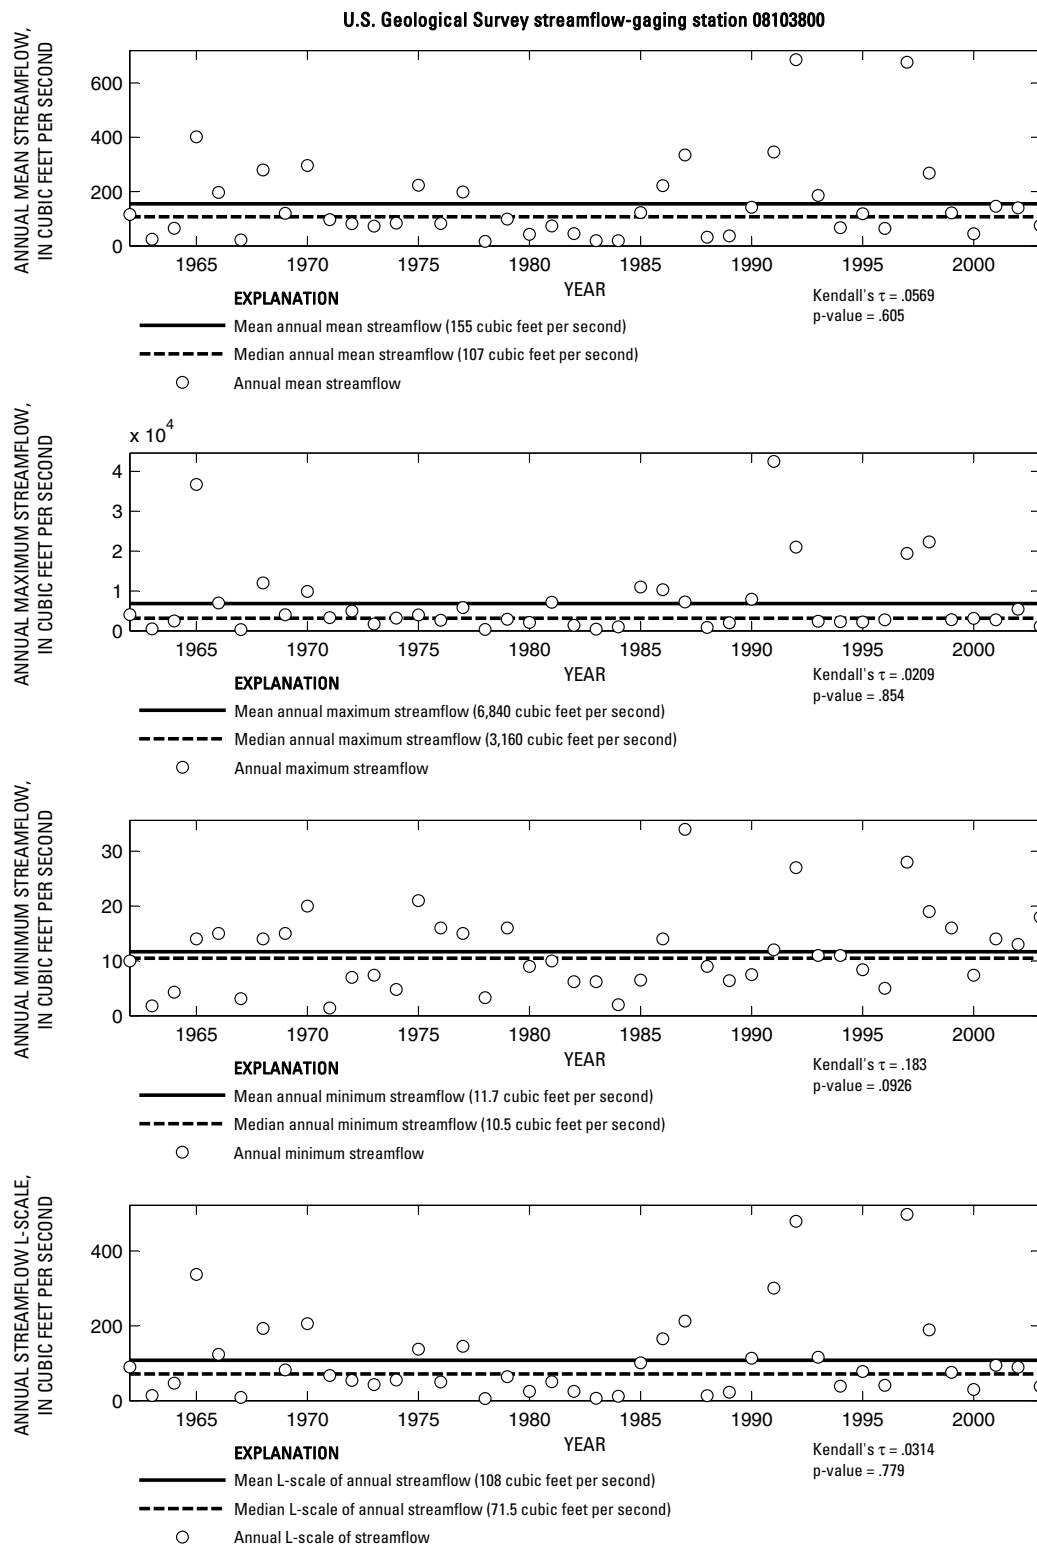 U.S. Geological Survey streamflow-gaging station 08103800
ANNUAL MEAN STREAMFLOW,
IN CUBIC FEET PER SECOND
600
400
200
0
1965 1970 1975 1980 1985 1990 1995 2000
YEAR
Kendall's τ = .0569
p-value = .605
EXPLANATION
Mean annual mean streamflow (155 cubic feet per second)
Median annual mean streamflow (107 cubic feet per second)
Annual mean streamflow
ANNUAL MAXIMUM STREAMFLOW,
IN CUBIC FEET PER SECOND
x 10^4
4
3
2
1
0
1965 1970 1975 1980 1985 1990 1995 2000
YEAR
Kendall's τ = .0209
p-value = .854
EXPLANATION
Mean annual maximum streamflow (6,840 cubic feet per second)
Median annual maximum streamflow (3,160 cubic feet per second)
Annual maximum streamflow
ANNUAL MINIMUM STREAMFLOW,
IN CUBIC FEET PER SECOND
30
20
10
0
1965 1970 1975 1980 1985 1990 1995 2000
YEAR
Kendall's τ = .183
p-value = .0926
EXPLANATION
Mean annual minimum streamflow (11.7 cubic feet per second)
Median annual minimum streamflow (10.5 cubic feet per second)
Annual minimum streamflow
ANNUAL STREAMFLOW L-SCALE,
IN CUBIC FEET PER SECOND
400
200
0
1965 1970 1975 1980 1985 1990 1995 2000
YEAR
Kendall's τ = .0314
p-value = .779
EXPLANATION
Mean L-scale of annual streamflow (108 cubic feet per second)
Median L-scale of annual streamflow (71.5 cubic feet per second)
Annual L-scale of streamflow